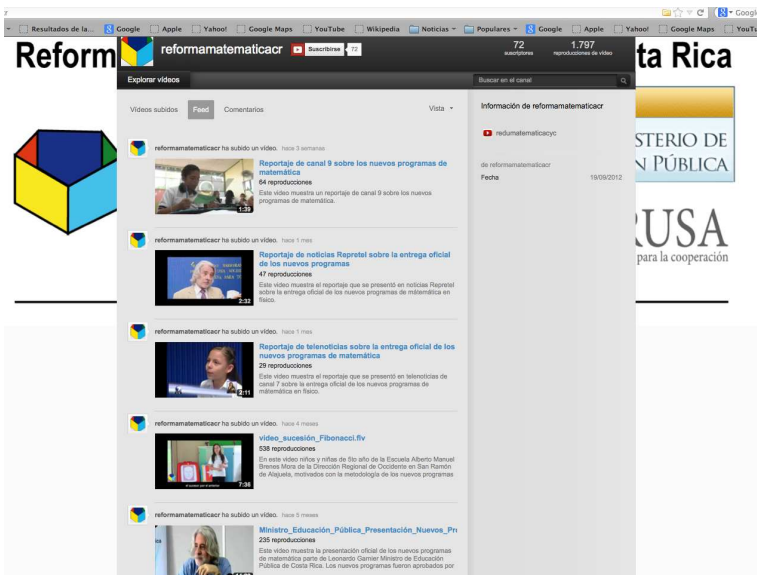 Resultados de la... Google Apple Yahoo! Google Maps YouTube Wikipedia Noticias Populares Google Apple Yahoo! Google Maps
Reform
ta Rica
reformamatematicacr Suscribirse 72
72
suscriptores
1.797
reproducciones de vídeo
Explorar vídeos
Buscar en el canal
Vídeos subidos Feed Comentarios Vista
Información de reformamatematicacr
redumatematicacyc
de reformamatematicacr
Fecha 19/09/2012
STERIO DE
N PÚBLICA
RUSA
para la cooperación
reformamatematicacr ha subido un vídeo. hace 3 semanas
Reportaje de canal 9 sobre los nuevos programas de
matemática
64 reproducciones
Este video muestra un reportaje de canal 9 sobre los nuevos
programas de matemática.
1:39
reformamatematicacr ha subido un vídeo. hace 1 mes
Reportaje de noticias Repretel sobre la entrega oficial
de los nuevos programas
47 reproducciones
Este video muestra el reportaje que se presentó en noticias Repretel
sobre la entrega oficial de los nuevos programas de matemática en
físico.
2:32
reformamatematicacr ha subido un vídeo. hace 1 mes
Reportaje de telenoticias sobre la entrega oficial de los
nuevos programas de matemática
29 reproducciones
Este video muestra el reportaje que se presentó en telenoticias de
canal 7 sobre la entrega oficial de los nuevos programas de
matemática en físico.
2:11
reformamatematicacr ha subido un vídeo. hace 4 meses
video_sucesión_Fibonacci.flv
538 reproducciones
En este video niños y niñas de 5to año de la Escuela Alberto Manuel
Brenes Mora de la Dirección Regional de Occidente en San Ramón
de Alajuela, motivados con la metodología de los nuevos programas
7:36
reformamatematicacr ha subido un vídeo. hace 5 meses
Ministro_Educación_Pública_Presentación_Nuevos_Pr
235 reproducciones
Este video muestra la presentación oficial de los nuevos programas
de matemática parte de Leonardo Garnier Ministro de Educación
Pública de Costa Rica. Los nuevos programas fueron aprobados por